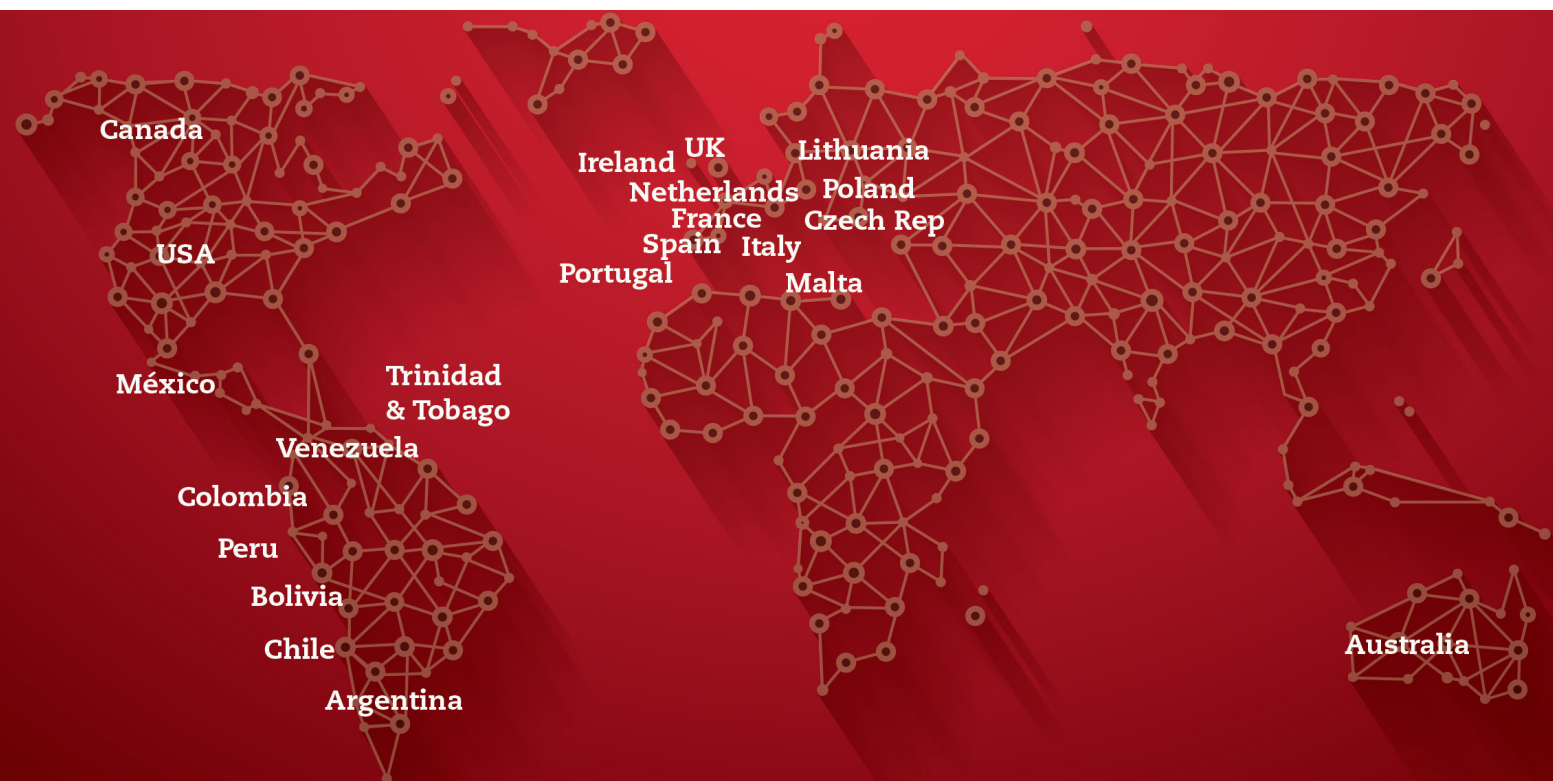 Canada
USA
México
Trinidad
& Tobago
Venezuela
Colombia
Peru
Bolivia
Chile
Argentina
UK
Ireland
Lithuania
Netherlands
Poland
France
Czech Rep
Spain
Italy
Portugal
Malta
Australia